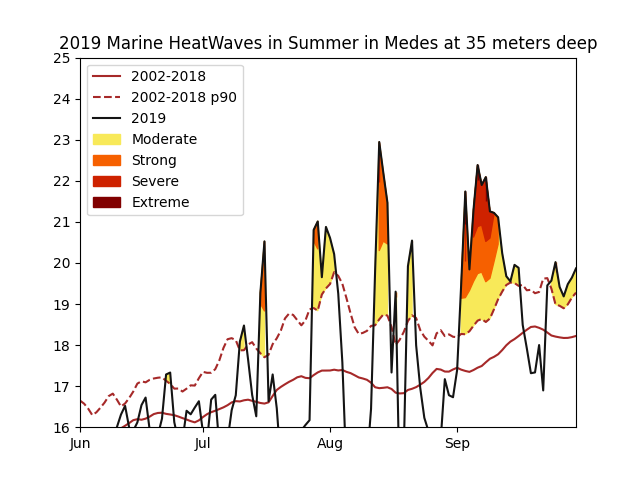 2019 Marine HeatWaves in Summer in Medes at 35 meters deep
25
24
23
22
21
20
19
18
17
16
2002-2018
2002-2018 p90
2019
Moderate
Strong
Severe
Extreme
Jun
Jul
Aug
Sep